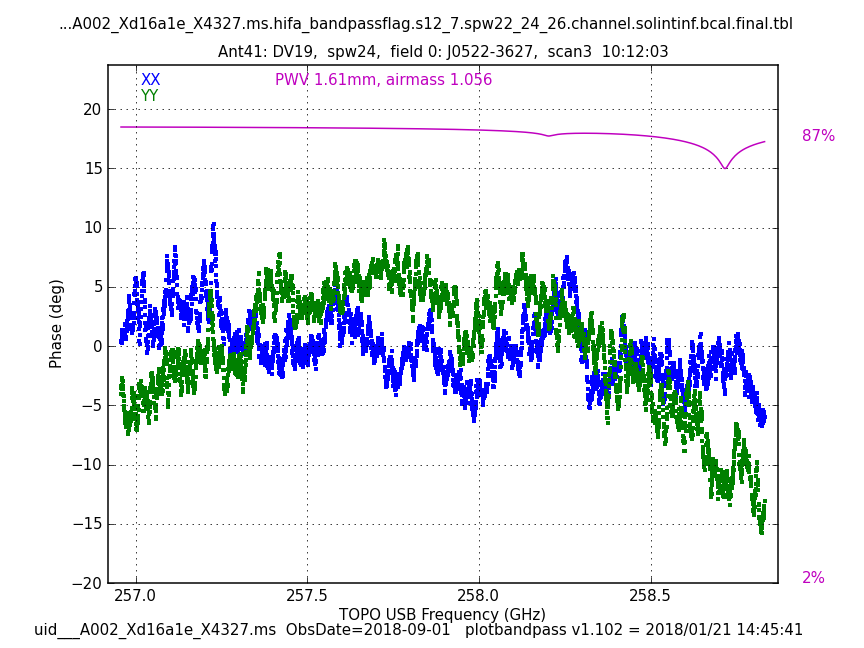 ...A002_Xd16a1e_X4327.ms.hifa_bandpassflag.s12_7.spw22_24_26.channel.solintinf.bcal.final.tbl
Ant41: DV19, spw24, field 0: J0522-3627, scan3 10:12:03
XX
PWV 1.61mm, airmass 1.056
YY
20
87%
15
10
5
0
−5
−10
−15
−20
2%
Phase (deg)
257.0 257.5 258.0 258.5
TOPO USB Frequency (GHz)
uid___A002_Xd16a1e_X4327.ms ObsDate=2018-09-01 plotbandpass v1.102 = 2018/01/21 14:45:41